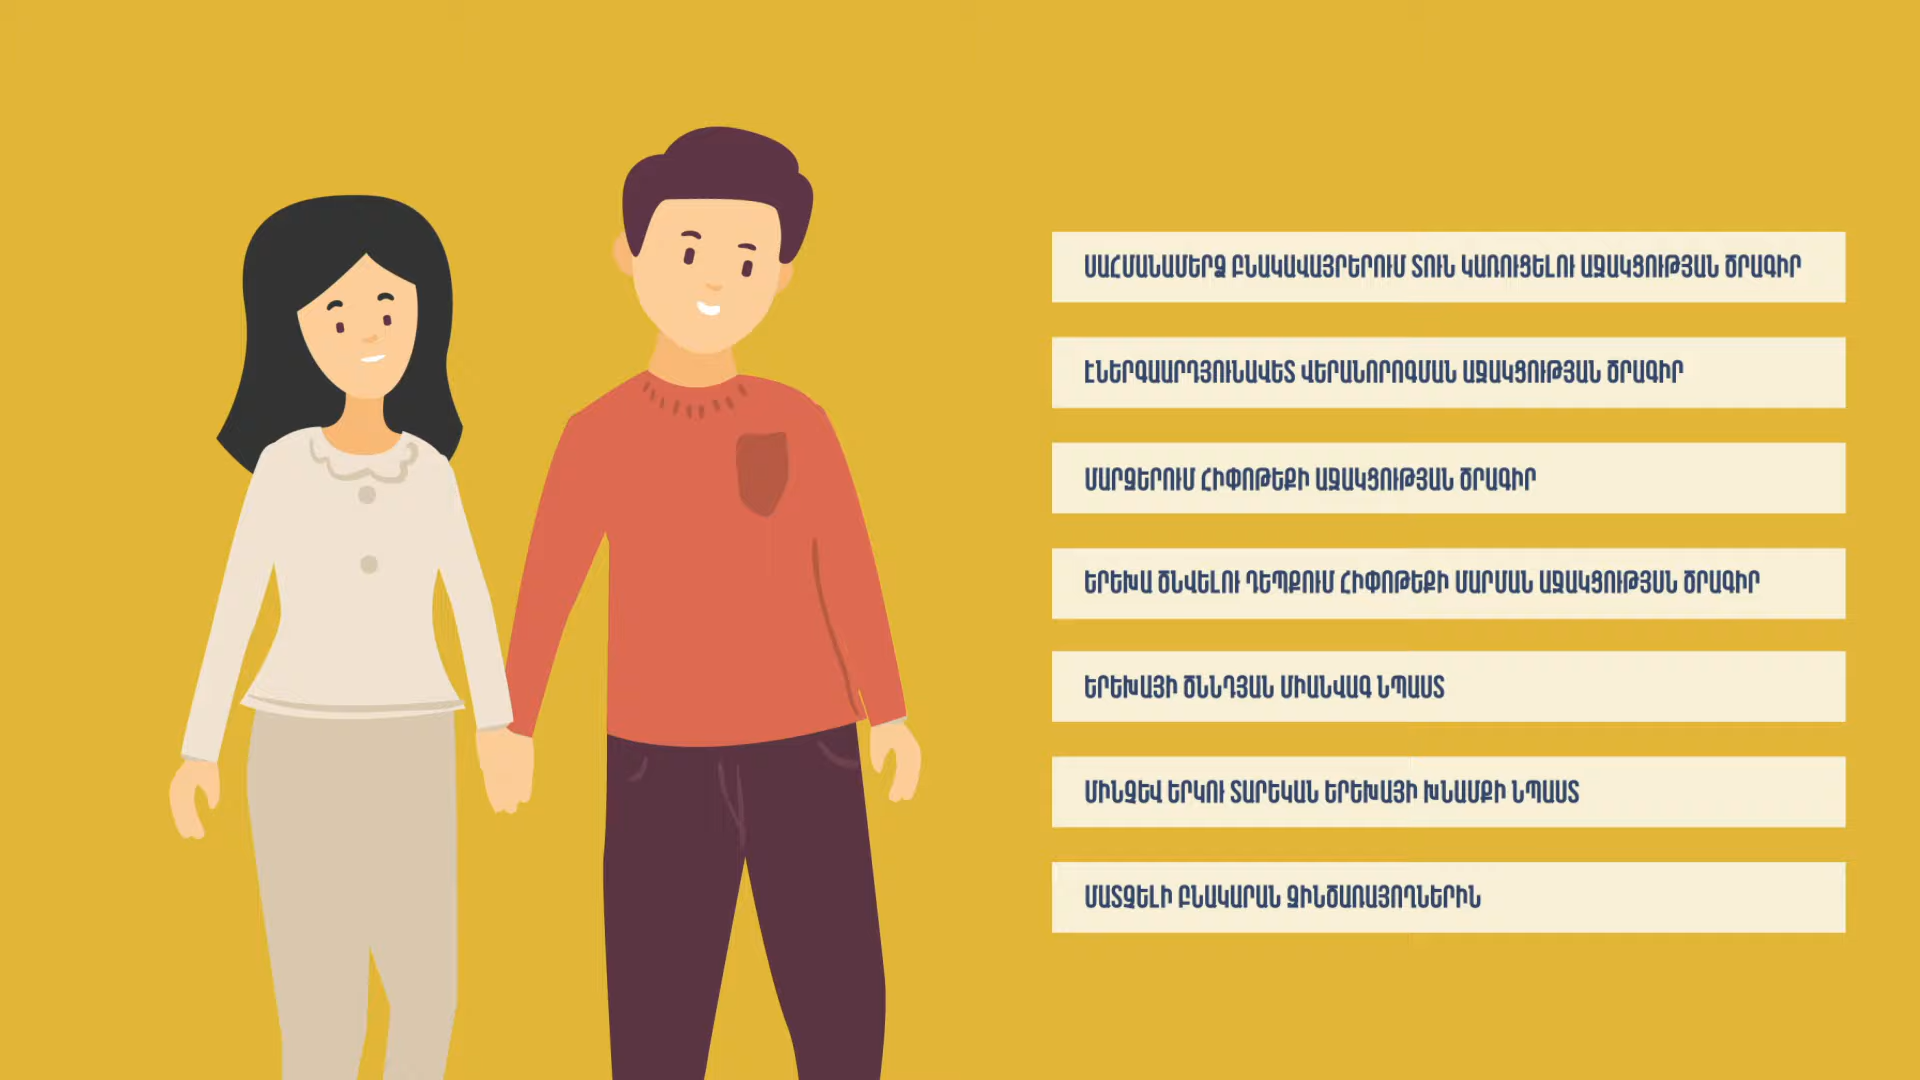 ՍԱՀՄԱՆԱՄԵՐՁ ԲՆԱԿԱՎԱՅՐԵՐՈՒՄ ՏՈՒՆ ԿԱՌՈՒՑԵԼՈՒ ԱՋԱԿՑՈՒԹՅԱՆ ԾՐԱԳԻՐ
ԷՆԵՐԳԱԱՐԴՅՈՒՆԱՎԵՏ ՎԵՐԱՆՈՐՈԳՄԱՆ ԱՋԱԿՑՈՒԹՅԱՆ ԾՐԱԳԻՐ
ՄԱՐԶԵՐՈՒՄ ՀԻՓՈԹԵՔԻ ԱՋԱԿՑՈՒԹՅԱՆ ԾՐԱԳԻՐ
ԵՐԵԽԱ ԾՆՎԵԼՈՒ ԴԵՊՔՈՒՄ ՀԻՓՈԹԵՔԻ ՄԱՐՄԱՆ ԱՋԱԿՑՈՒԹՅԱՆ ԾՐԱԳԻՐ
ԵՐԵԽԱՅԻ ԾՆՆԴՅԱՆ ՄԻԱՆՎԱԳ ՆՊԱՍՏ
ՄԻՆՉԵՎ ԵՐԿՈՒ ՏԱՐԵԿԱՆ ԵՐԵԽԱՅԻ ԽՆԱՄՔԻ ՆՊԱՍՏ
ՄԱՏՉԵԼԻ ԲՆԱԿԱՐԱՆ ԶԻՆԾԱՌԱՅՈՂՆԵՐԻՆ